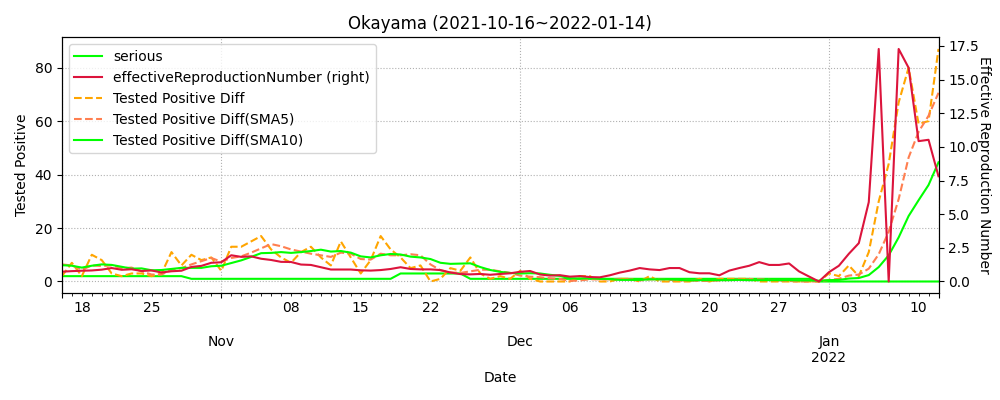 Okayama (2021-10-16~2022-01-14)
serious
effectiveReproductionNumber (right)
Tested Positive Diff
Tested Positive Diff(SMA5)
Tested Positive Diff(SMA10)
Tested Positive
80
60
40
20
0
17.5
15.0
12.5
10.0
7.5
5.0
2.5
0.0
Effective Reproduction Number
18 25 08 15 22 29 06 13 20 27 03 10
Nov Dec Jan
2022
Date